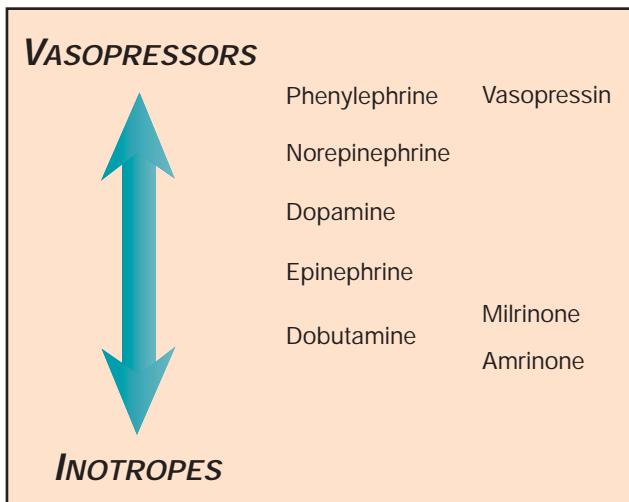 VASOPRESSORS
Phenylephrine Vasopressin
Norepinephrine
Dopamine
Epinephrine
Milrinone
Dobutamine
Amrinone
INOTROPES